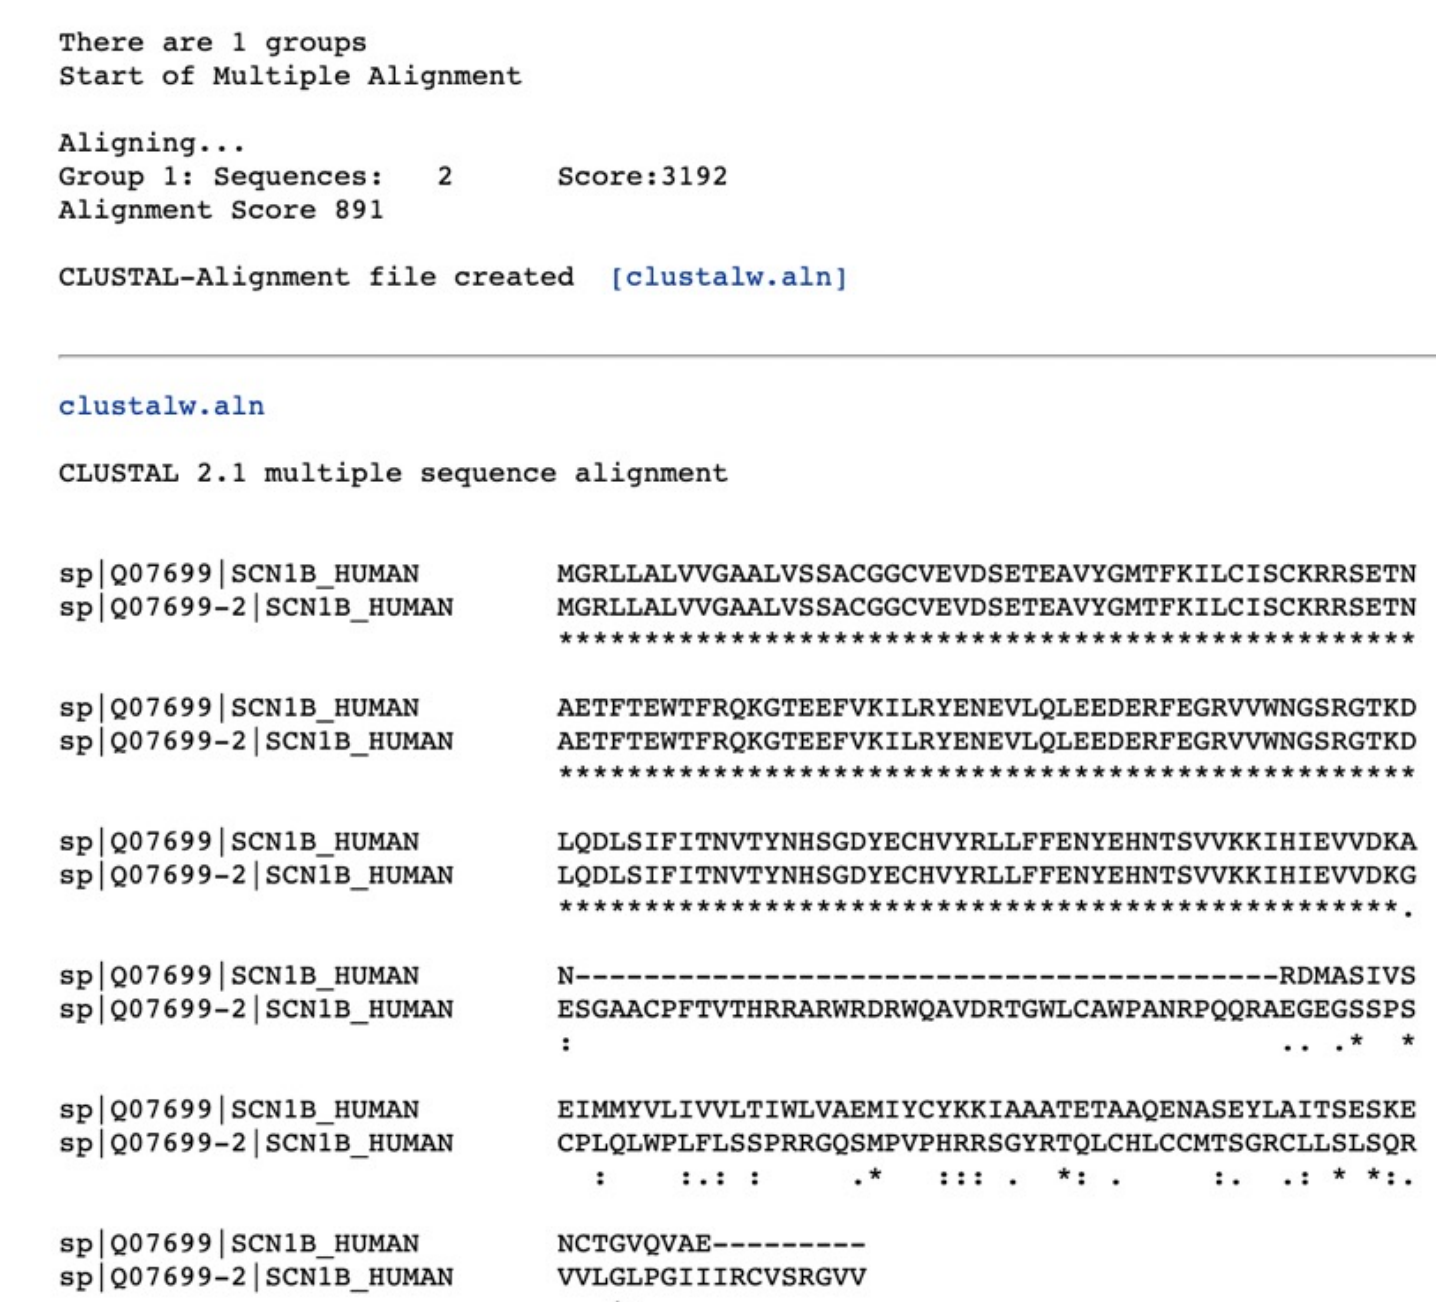 There are 1 groups
Start of Multiple Alignment
Aligning...
Group 1: Sequences:   2      Score:3192
Alignment Score 891
CLUSTAL-Alignment file created  [clustalw.aln]
clustalw.aln
CLUSTAL 2.1 multiple sequence alignment
sp|Q07699|SCN1B_HUMAN        MGRLLALVVGAALVSSACGGCVEVDSETEAVYGMTFKILCISCKRRSETN
sp|Q07699-2|SCN1B_HUMAN      MGRLLALVVGAALVSSACGGCVEVDSETEAVYGMTFKILCISCKRRSETN
                             **************************************************
sp|Q07699|SCN1B_HUMAN        AETFTEWTFRQKGTEEFVKILRYENEVLQLEEDERFEGRVVWNGSRGTKD
sp|Q07699-2|SCN1B_HUMAN      AETFTEWTFRQKGTEEFVKILRYENEVLQLEEDERFEGRVVWNGSRGTKD
                             **************************************************
sp|Q07699|SCN1B_HUMAN        LQDLSIFITNVTYNHSGDYECHVYRLLFFENYEHNTSVVKKIHIEVVDKA
sp|Q07699-2|SCN1B_HUMAN      LQDLSIFITNVTYNHSGDYECHVYRLLFFENYEHNTSVVKKIHIEVVDKG
                             *************************************************.
sp|Q07699|SCN1B_HUMAN        N-----------------------------------------RDMASIVS
sp|Q07699-2|SCN1B_HUMAN      ESGAACPFTVTHRRARWRDRWQAVDRTGWLCAWPANRPQQRAEGEGSSPS
                             :                                         .. .*  *
sp|Q07699|SCN1B_HUMAN        EIMMYVLIVVLTIWLVAEMIYCYKKIAAATETAAQENASEYLAITSESKE
sp|Q07699-2|SCN1B_HUMAN      CPLQLWPLFLSSPRRGQSMPVPHRRSGYRTQLCHLCCMTSGRCLLSLSQR
                               :    :.: :     .*   ::: .  *: .     :.  .: * *:.
sp|Q07699|SCN1B_HUMAN        NCTGVQVAE---------
sp|Q07699-2|SCN1B_HUMAN      VVLGLPGIIIRCVSRGVV